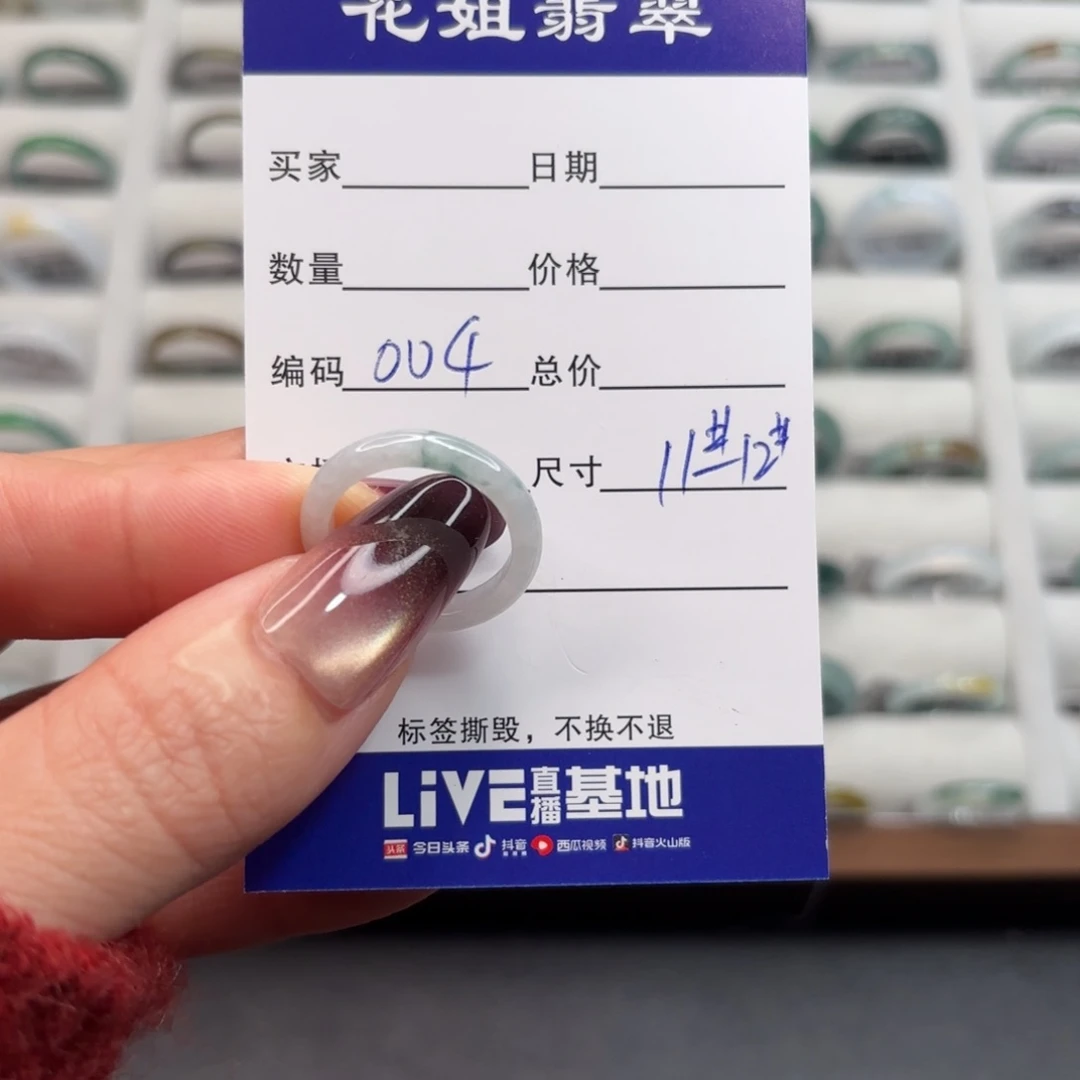 花姐翡翠
买家 日期
数量 价格
编码 004 总价
尺寸 11#-12#
标签撕毁，不换不退
LiVE直播基地
头条 今日头条 抖音 西瓜视频 抖音火山版